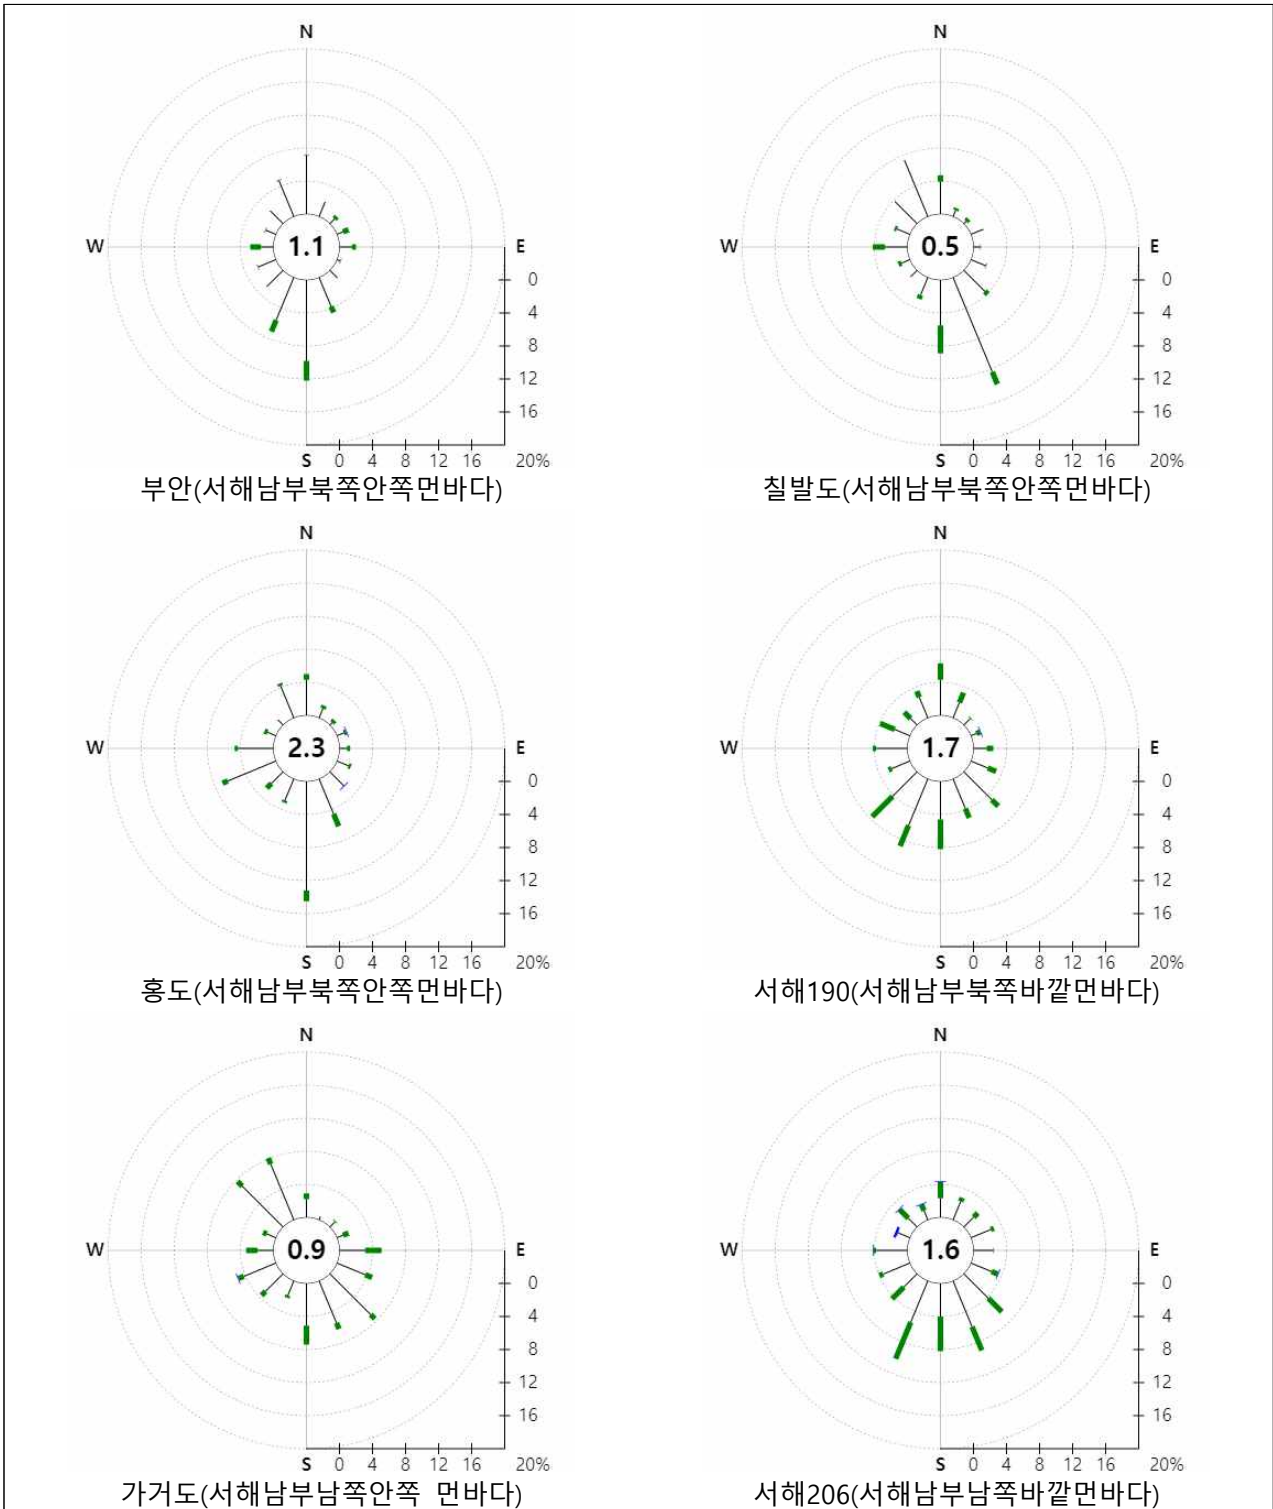 N
N
W
1.1
E
W
0.5
E
0
0
4
4
8
8
12
12
16
16
S 0 4 8 12 16 20%
S 0 4 8 12 16 20%
부안(서해남부북쪽안쪽먼바다)
칠발도(서해남부북쪽안쪽먼바다)
N
N
W
2.3
E
W
1.7
E
0
0
4
4
8
8
12
12
16
16
S 0 4 8 12 16 20%
S 0 4 8 12 16 20%
홍도(서해남부북쪽안쪽먼바다)
서해190(서해남부북쪽바깥먼바다)
N
N
W
0.9
E
W
1.6
E
0
0
4
4
8
8
12
12
16
16
S 0 4 8 12 16 20%
S 0 4 8 12 16 20%
가거도(서해남부남쪽안쪽 먼바다)
서해206(서해남부남쪽바깥먼바다)